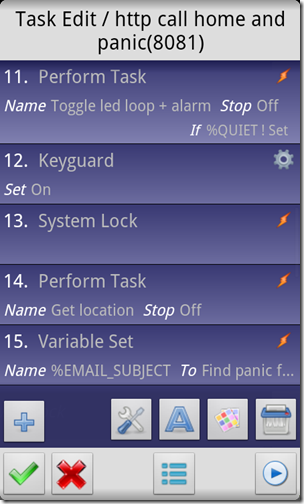 Task Edit / http call home and
panic(8081)
11. Perform Task
Name Toggle led loop + alarm Stop Off
If %QUIET ! Set
12. Keyguard
Set On
13. System Lock
14. Perform Task
Name Get location Stop Off
15. Variable Set
Name %EMAIL_SUBJECT To Find panic f...
A